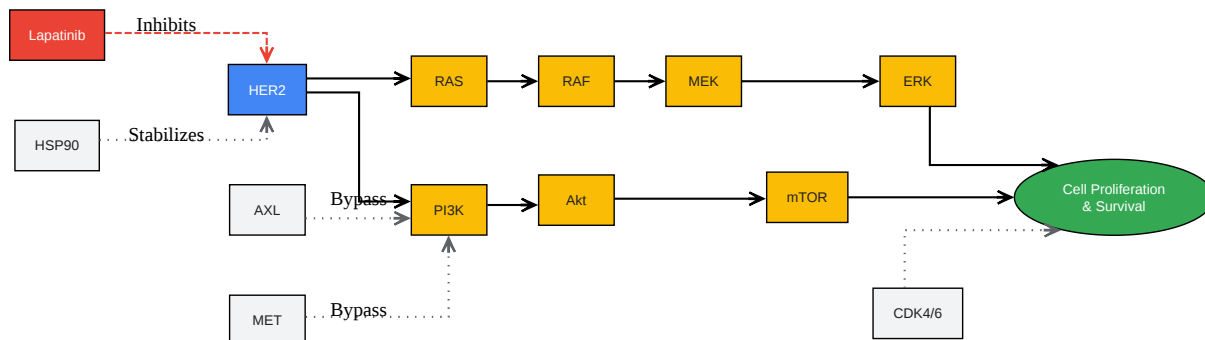 Lapatinib
Inhibits
HER2
RAS
RAF
MEK
ERK
HSP90
Stabilizes
AXL
Bypass
PI3K
Akt
mTOR
Cell Proliferation
& Survival
MET
Bypass
CDK4/6